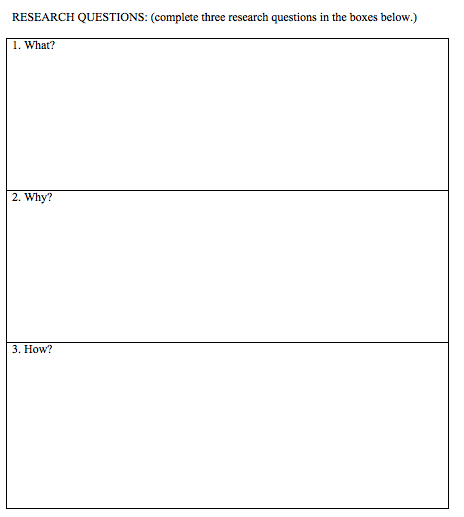 RESEARCH QUESTIONS: (complete three research questions in the boxes below.)
1. What?
2. Why?
3. How?